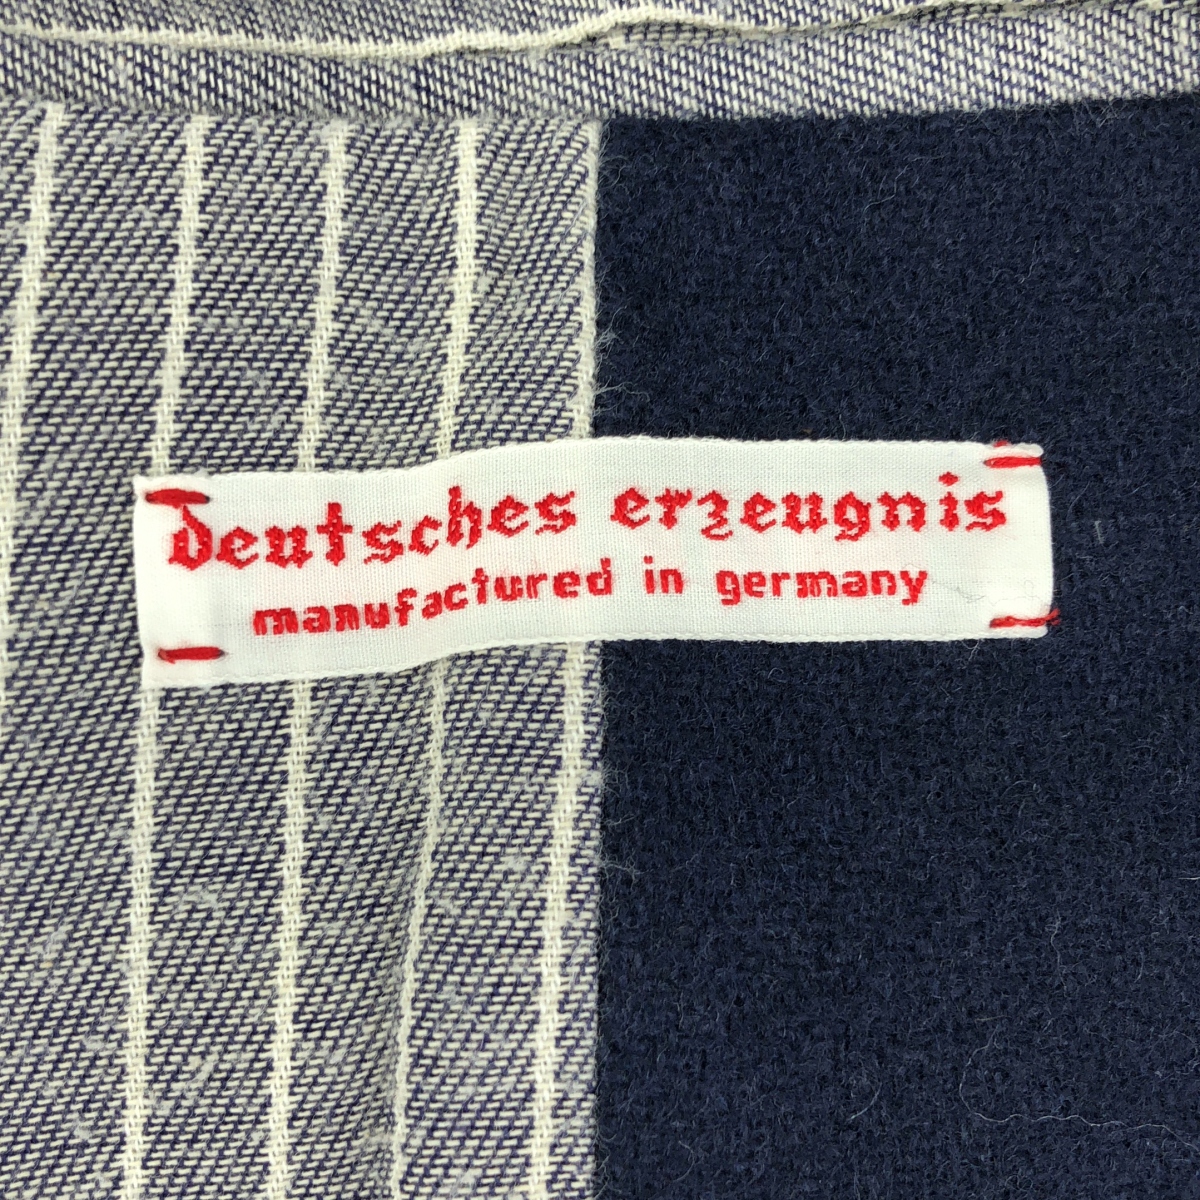 deutsches erzeugnis
manufactured in germany